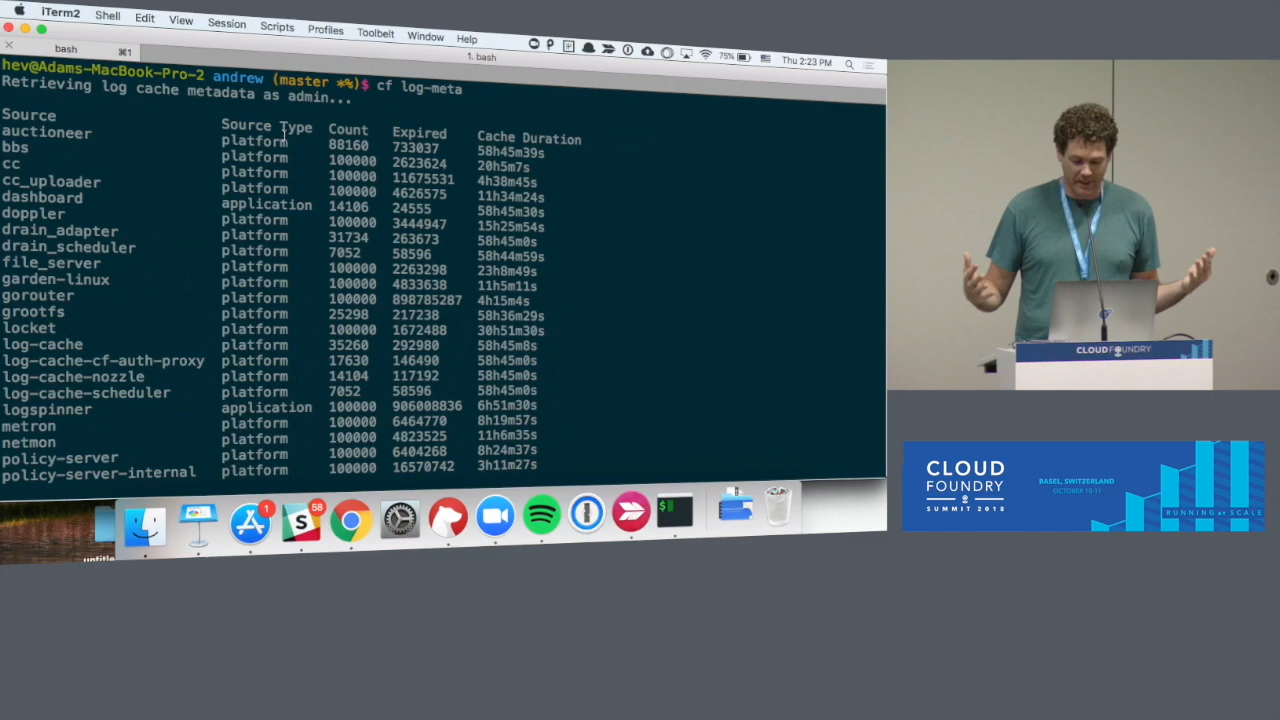 iTerm2 Shell Edit View Session Scripts Profiles Toolbelt Window Help 75% Thu 2:23 PM
bash ⌘1 1. bash
hev@Adams-MacBook-Pro-2 andrew (master *%)$ cf log-meta
Retrieving log cache metadata as admin...
Source Source Type Count Expired Cache Duration
auctioneer platform 88160 733037 58h45m39s
bbs platform 100000 2623624 20h5m7s
cc platform 100000 11675531 4h38m45s
cc_uploader platform 100000 4626575 11h34m24s
dashboard application 14106 24555 58h45m30s
doppler platform 100000 3444947 15h25m54s
drain_adapter platform 31734 263673 58h45m0s
drain_scheduler platform 7052 58596 58h44m59s
file_server platform 100000 2263298 23h8m49s
garden-linux platform 100000 4833638 11h5m11s
gorouter platform 100000 898785287 4h15m4s
grootfs platform 25298 217238 58h36m29s
locket platform 100000 1672488 30h51m30s
log-cache platform 35260 292980 58h45m8s
log-cache-cf-auth-proxy platform 17630 146490 58h45m0s
log-cache-nozzle platform 14104 117192 58h45m0s
log-cache-scheduler platform 7052 58596 58h45m0s
logspinner application 100000 906008836 6h51m30s
metron platform 100000 6464770 8h19m57s
netmon platform 100000 4823525 11h6m35s
policy-server platform 100000 6404268 8h24m37s
policy-server-internal platform 100000 16570742 3h11m27s
1
58
$
CLOUD FOUNDRY
CLOUD
FOUNDRY
SUMMIT 2018
BASEL, SWITZERLAND
OCTOBER 10-11
RUNNING AT SCALE